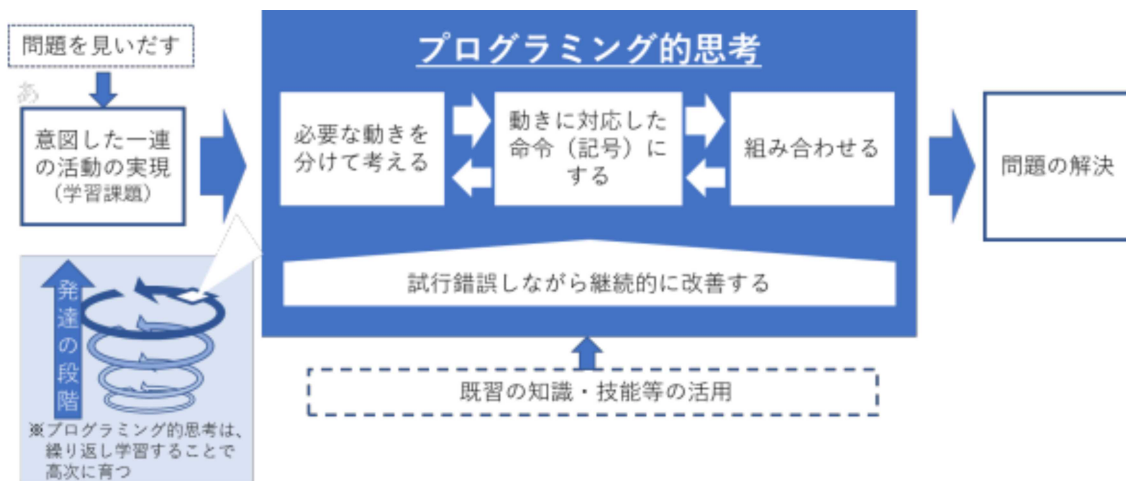 問題を見いだす
あ
意図した一連
の活動の実現
（学習課題）
プログラミング的思考
必要な動きを
分けて考える
動きに対応した
命令（記号）に
する
組み合わせる
試行錯誤しながら継続的に改善する
問題の解決
既習の知識・技能等の活用
発達の段階
※プログラミング的思考は、
繰り返し学習することで
高次に育つ